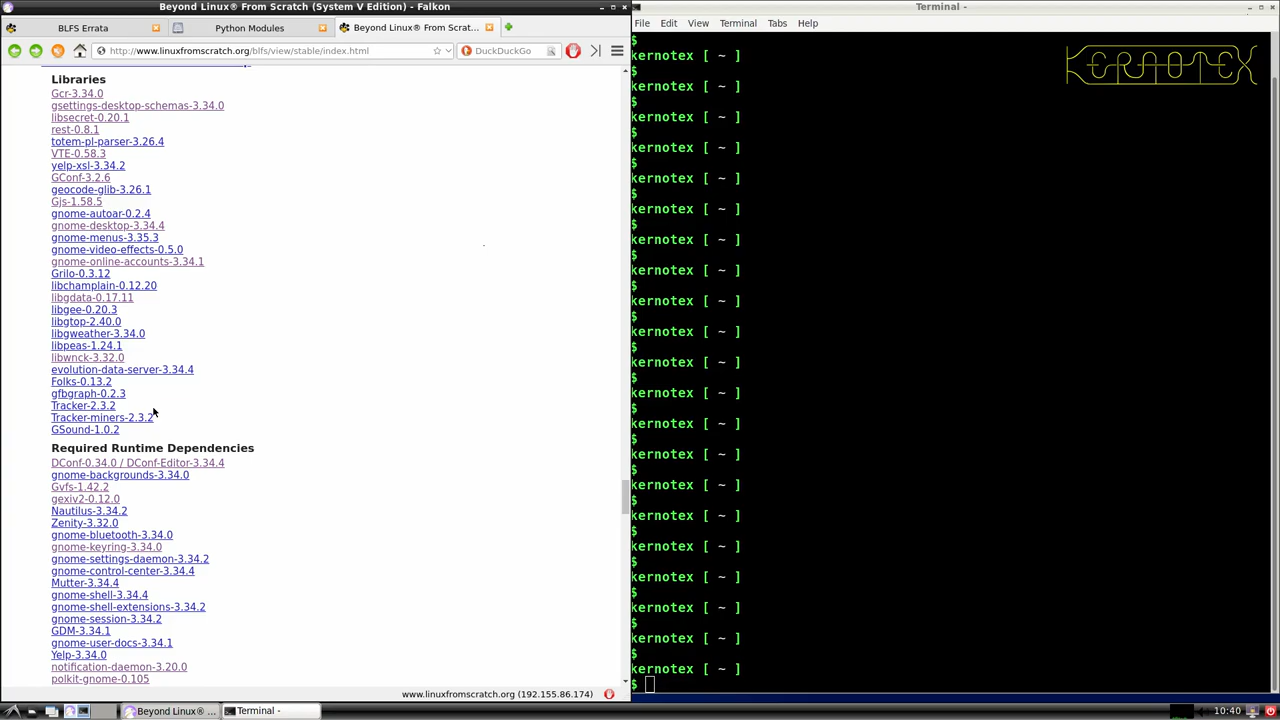 Beyond Linux® From Scratch (System V Edition) - Falkon
BLFS Errata
Python Modules
Beyond Linux® From Scrat...
http://www.linuxfromscratch.org/blfs/view/stable/index.html
DuckDuckGo
Libraries
Gcr-3.34.0
gsettings-desktop-schemas-3.34.0
libsecret-0.20.1
rest-0.8.1
totem-pl-parser-3.26.4
VTE-0.58.3
yelp-xsl-3.34.2
GConf-3.2.6
geocode-glib-3.26.1
Gjs-1.58.5
gnome-autoar-0.2.4
gnome-desktop-3.34.4
gnome-menus-3.35.3
gnome-video-effects-0.5.0
gnome-online-accounts-3.34.1
Grilo-0.3.12
libchamplain-0.12.20
libgdata-0.17.11
libgee-0.20.3
libgtop-2.40.0
libgweather-3.34.0
libpeas-1.24.1
libwnck-3.32.0
evolution-data-server-3.34.4
Folks-0.13.2
gfbgraph-0.2.3
Tracker-2.3.2
Tracker-miners-2.3.2
GSound-1.0.2
Required Runtime Dependencies
DConf-0.34.0 / DConf-Editor-3.34.4
gnome-backgrounds-3.34.0
Gvfs-1.42.2
gexiv2-0.12.0
Nautilus-3.34.2
Zenity-3.32.0
gnome-bluetooth-3.34.0
gnome-keyring-3.34.0
gnome-settings-daemon-3.34.2
gnome-control-center-3.34.4
Mutter-3.34.4
gnome-shell-3.34.4
gnome-shell-extensions-3.34.2
gnome-session-3.34.2
GDM-3.34.1
gnome-user-docs-3.34.1
Yelp-3.34.0
notification-daemon-3.20.0
polkit-gnome-0.105
www.linuxfromscratch.org (192.155.86.174)
Terminal -
File Edit View Terminal Tabs Help
KERNOTEX
$
kernotex [ ~ ]
$
kernotex [ ~ ]
$
kernotex [ ~ ]
$
kernotex [ ~ ]
$
kernotex [ ~ ]
$
kernotex [ ~ ]
$
kernotex [ ~ ]
$
kernotex [ ~ ]
$
kernotex [ ~ ]
$
kernotex [ ~ ]
$
kernotex [ ~ ]
$
kernotex [ ~ ]
$
kernotex [ ~ ]
$
kernotex [ ~ ]
$
kernotex [ ~ ]
$
kernotex [ ~ ]
$
kernotex [ ~ ]
$
kernotex [ ~ ]
$
kernotex [ ~ ]
$
kernotex [ ~ ]
$
kernotex [ ~ ]
$
Beyond Linux® ...
Terminal -
10:40